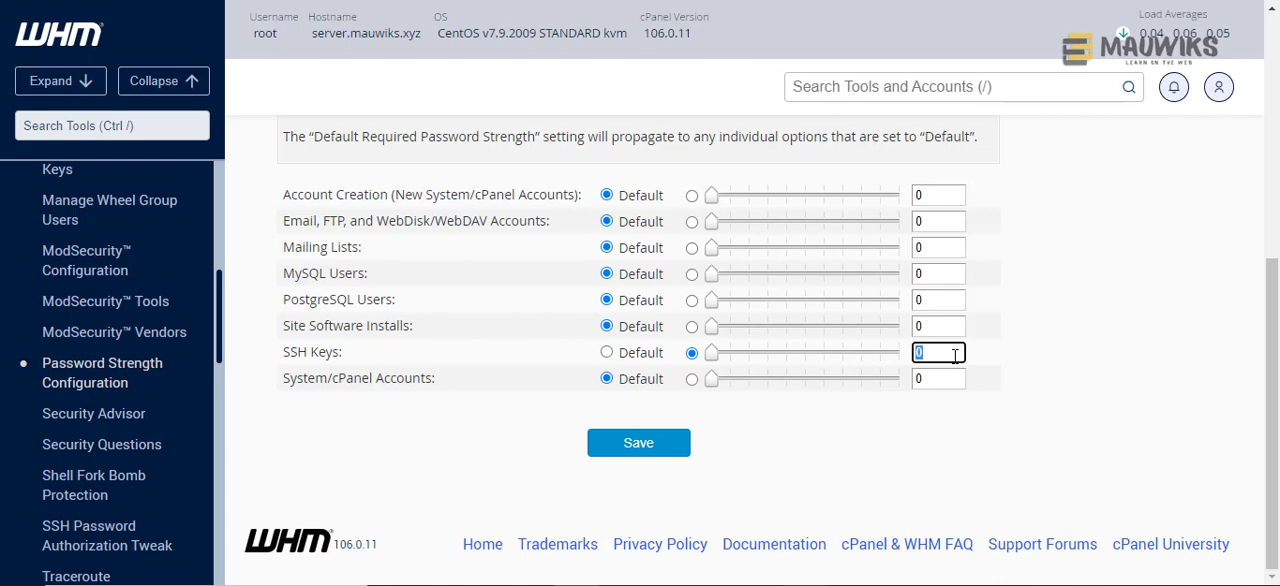 WHM
Username Hostname OS cPanel Version Load Averages
root server.mauwiks.xyz CentOS v7.9.2009 STANDARD kvm 106.0.11 0.04 0.06 0.05
MAUWIKS
LEARN ON THE WEB
Expand Collapse
Search Tools and Accounts (/)
Search Tools (Ctrl /)
Keys
Manage Wheel Group
Users
ModSecurity™
Configuration
ModSecurity™ Tools
ModSecurity™ Vendors
Password Strength
Configuration
Security Advisor
Security Questions
Shell Fork Bomb
Protection
SSH Password
Authorization Tweak
Traceroute
The “Default Required Password Strength” setting will propagate to any individual options that are set to “Default”.
Account Creation (New System/cPanel Accounts): Default 0
Email, FTP, and WebDisk/WebDAV Accounts: Default 0
Mailing Lists: Default 0
MySQL Users: Default 0
PostgreSQL Users: Default 0
Site Software Installs: Default 0
SSH Keys: Default 0
System/cPanel Accounts: Default 0
Save
WHM 106.0.11 Home Trademarks Privacy Policy Documentation cPanel & WHM FAQ Support Forums cPanel University